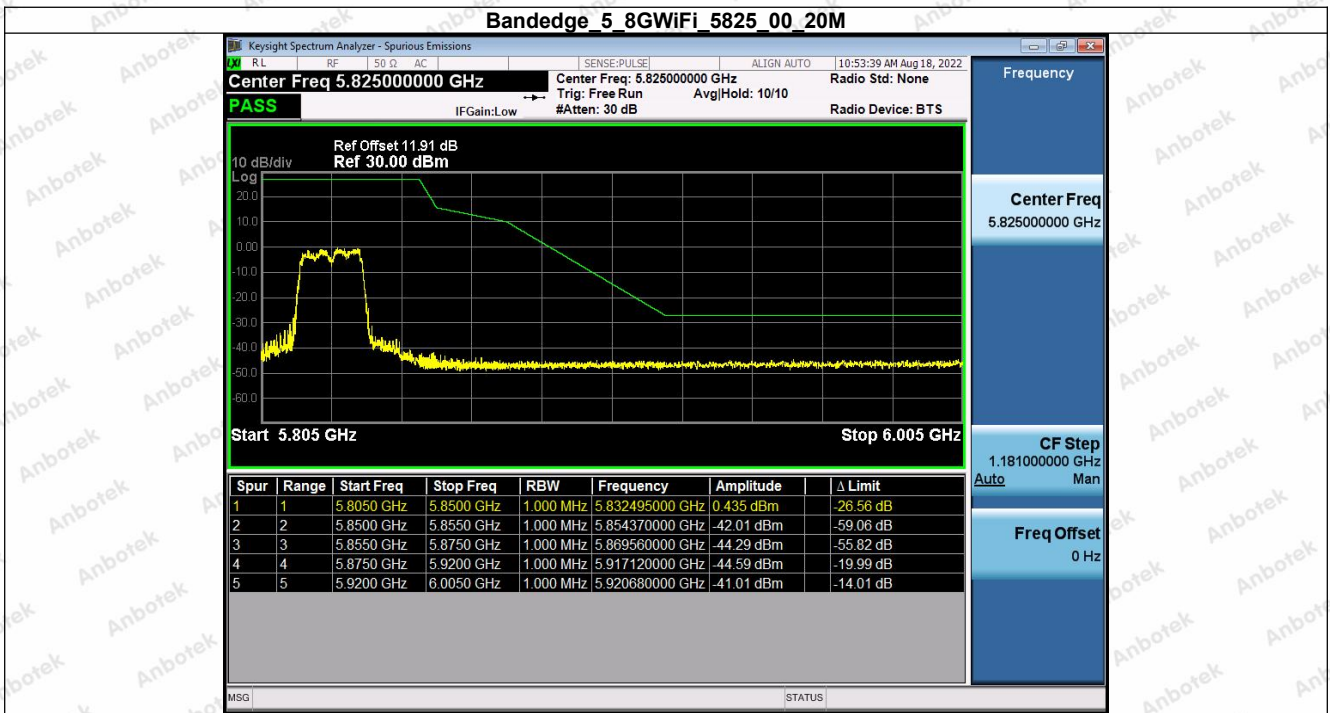 Bandedge_5_8GWiFi_5825_00_20M
Keysight Spectrum Analyzer - Spurious Emissions
LXI RL RF 50 Ω AC SENSE:PULSE ALIGN AUTO 10:53:39 AM Aug 18, 2022
Center Freq 5.825000000 GHz
Center Freq: 5.825000000 GHz
Radio Std: None
Trig: Free Run Avg|Hold: 10/10
PASS
IFGain:Low
#Atten: 30 dB
Radio Device: BTS
Frequency
Ref Offset 11.91 dB
10 dB/div Ref 30.00 dBm
Log
20.0
10.0
0.00
-10.0
-20.0
-30.0
-40.0
-50.0
-60.0
Start 5.805 GHz Stop 6.005 GHz
Center Freq
5.825000000 GHz
CF Step
1.181000000 GHz
Auto Man
Freq Offset
0 Hz
Spur Range Start Freq Stop Freq RBW Frequency Amplitude Δ Limit
1 1 5.8050 GHz 5.8500 GHz 1.000 MHz 5.832495000 GHz 0.435 dBm -26.56 dB
2 2 5.8500 GHz 5.8550 GHz 1.000 MHz 5.854370000 GHz -42.01 dBm -59.06 dB
3 3 5.8550 GHz 5.8750 GHz 1.000 MHz 5.869560000 GHz -44.29 dBm -55.82 dB
4 4 5.8750 GHz 5.9200 GHz 1.000 MHz 5.917120000 GHz -44.59 dBm -19.99 dB
5 5 5.9200 GHz 6.0050 GHz 1.000 MHz 5.920680000 GHz -41.01 dBm -14.01 dB
MSG STATUS
Anbotek